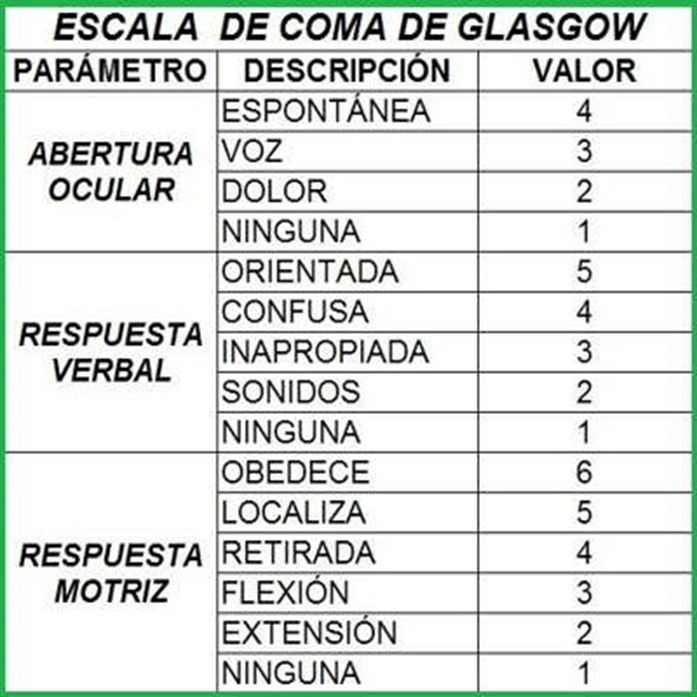 ESCALA DE COMA DE GLASGOW
PARÁMETRO DESCRIPCIÓN VALOR
ABERTURA
OCULAR
ESPONTÁNEA 4
VOZ 3
DOLOR 2
NINGUNA 1
RESPUESTA
VERBAL
ORIENTADA 5
CONFUSA 4
INAPROPIADA 3
SONIDOS 2
NINGUNA 1
RESPUESTA
MOTRIZ
OBEDECE 6
LOCALIZA 5
RETIRADA 4
FLEXIÓN 3
EXTENSIÓN 2
NINGUNA 1